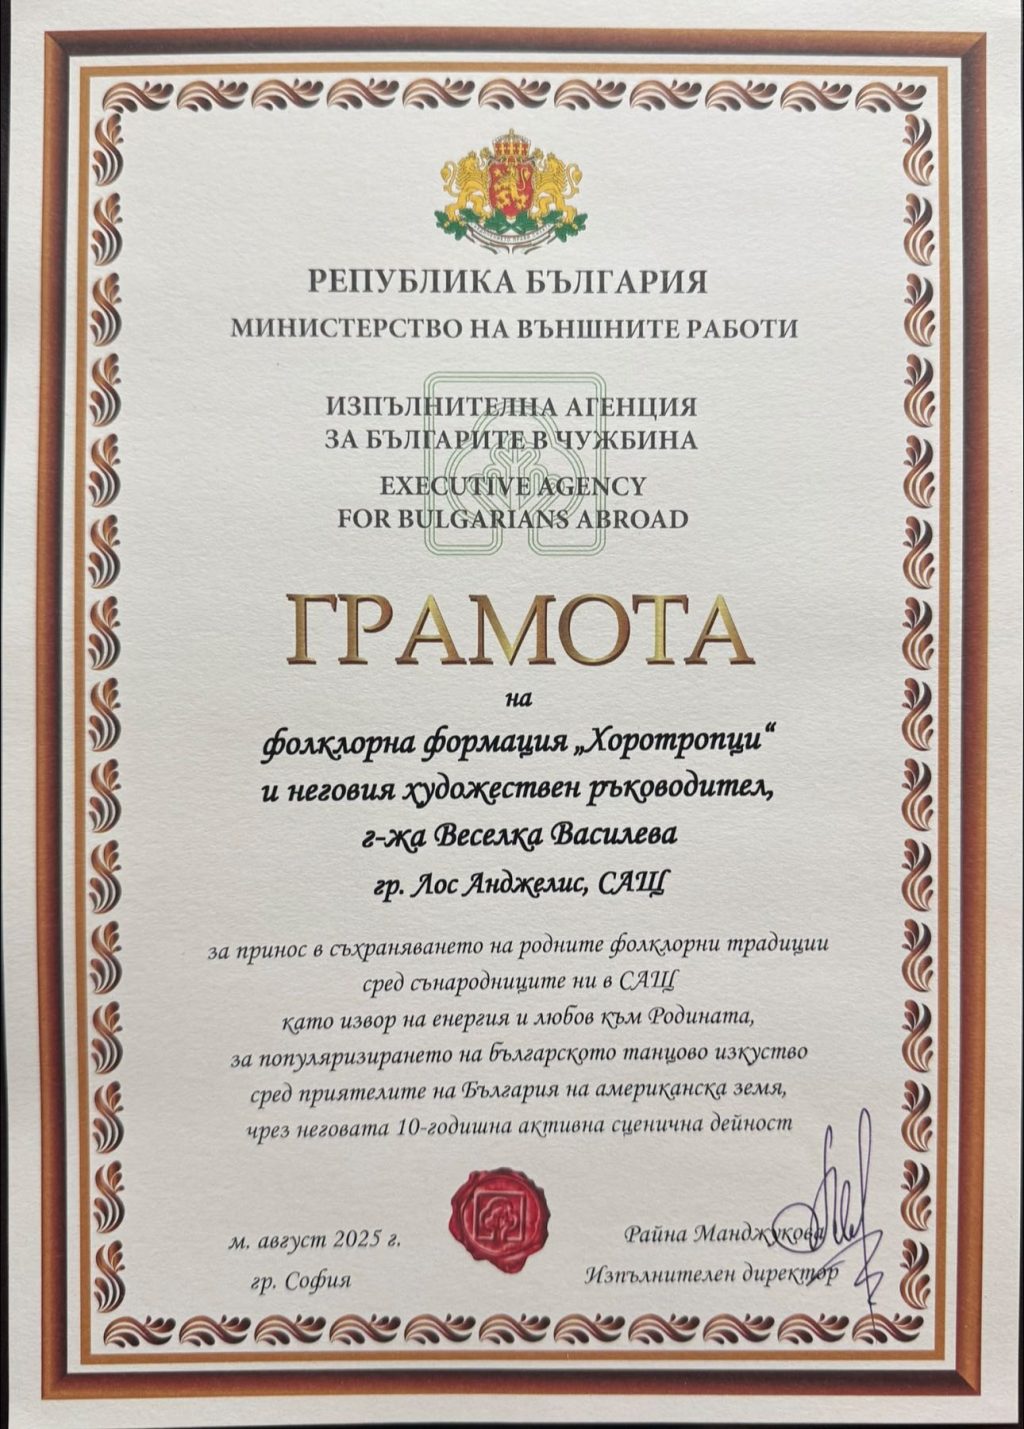 РЕПУБЛИКА БЪЛГАРИЯ
МИНИСТЕРСТВО НА ВЪНШНИТЕ РАБОТИ
ИЗПЪЛНИТЕЛНА АГЕНЦИЯ
ЗА БЪЛГАРИТЕ В ЧУЖБИНА
EXECUTIVE AGENCY
FOR BULGARIANS ABROAD
ГРАМОТА
на
фолклорна формация „Хоротропци“
и неговия художествен ръководител,
г-жа Веселка Василева
гр. Лос Анджелис, САЩ
за принос в съхраняването на родните фолклорни традиции
сред сънародниците ни в САЩ
като извор на енергия и любов към Родината,
за популяризирането на българското танцово изкуство
сред приятелите на България на американска земя,
чрез неговата 10-годишна активна сценична дейност
м. август 2025 г.
гр. София
Райна Манджукова
Изпълнителен директор